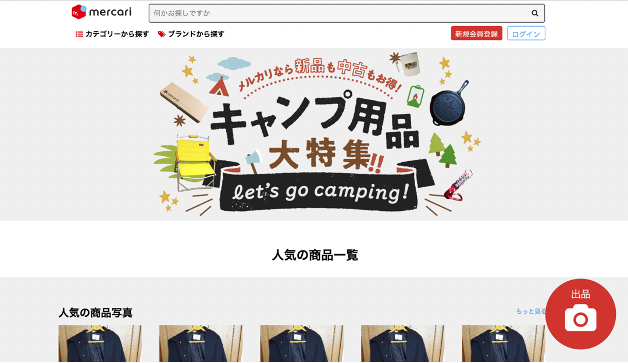 mercari
何かお探しですか
カテゴリーから探す ブランドから探す
新規会員登録 ログイン
メルカリなら新品も中古もお得!
キャンプ用品
大特集!!
let's go camping!
人気の商品一覧
出品
人気の商品写真
もっと見る